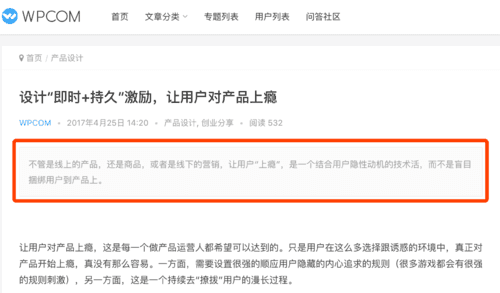 WPCOM 首页 文章分类 专题列表 用户列表 问答社区
首页 / 产品设计
设计“即时+持久”激励，让用户对产品上瘾
WPCOM • 2017年4月25日 14:20 • 产品设计, 创业分享 • 阅读 532
不管是线上的产品，还是商品，或者是线下的营销，让用户“上瘾”，是一个结合用户隐性动机的技术活，而不是盲目
捆绑用户到产品上。
让用户对产品上瘾，这是每一个做产品运营人都希望可以达到的。只是用户在这么多选择跟诱惑的环境中，真正对
产品开始上瘾，真没有那么容易。一方面，需要设置很强的顺应用户隐藏的内心追求的规则（很多游戏都会有很强
的规则刺激），另一方面，这是一个持续去“撩拨”用户的漫长过程。